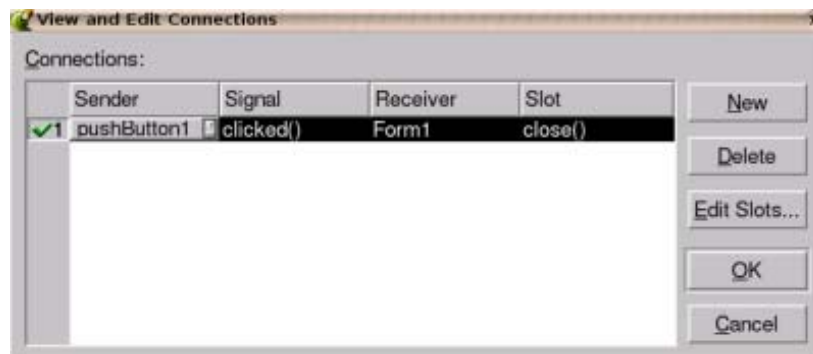 View and Edit Connections
Connections:
Sender Signal Receiver Slot
1 pushButton1 clicked() Form1 close()
New
Delete
Edit Slots...
OK
Cancel